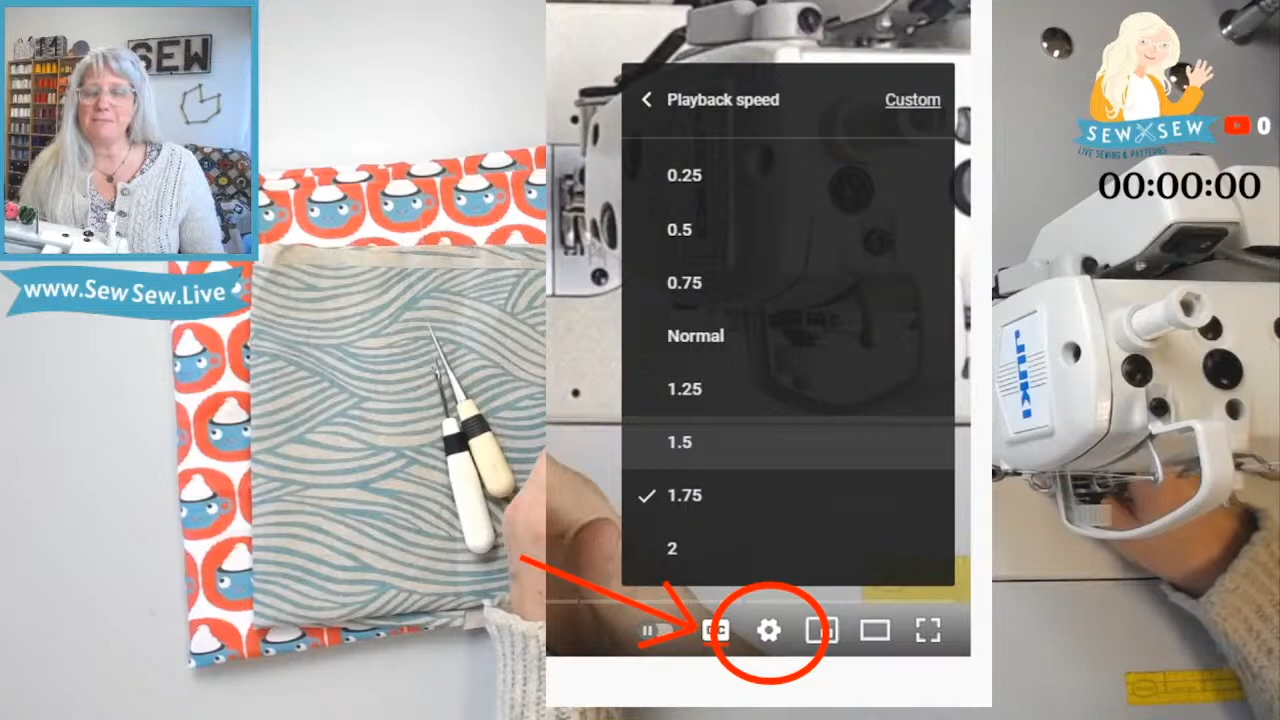 SEW
www.SewSew.Live
Playback speed
Custom
0.25
0.5
0.75
Normal
1.25
1.5
1.75
2
SEW SEW
LIVE SEWING & PATTERNS
0
00:00:00
JUKI